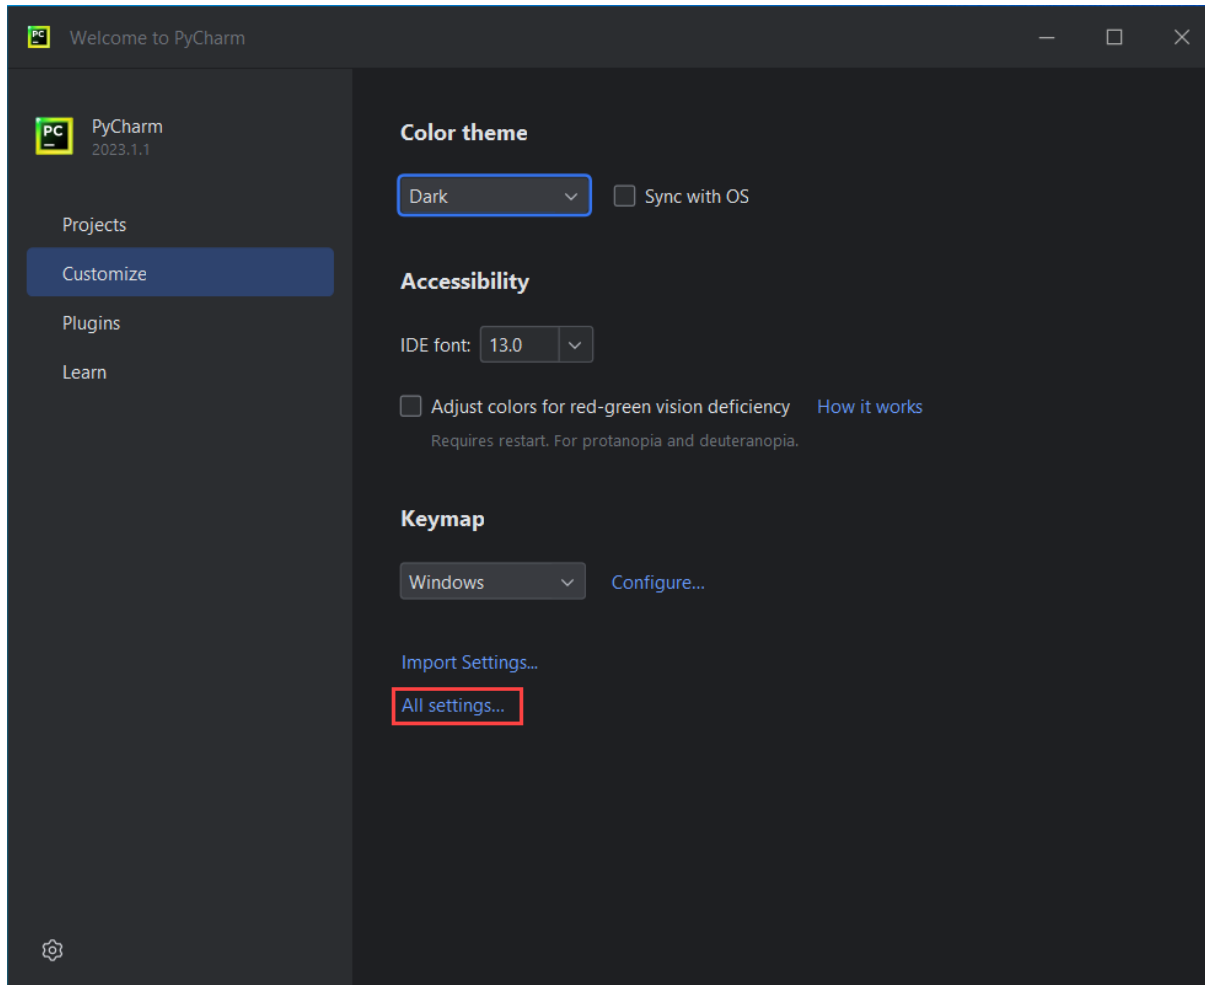 Welcome to PyCharm
PyCharm
2023.1.1
Projects
Customize
Plugins
Learn
Color theme
Dark Sync with OS
Accessibility
IDE font: 13.0
Adjust colors for red-green vision deficiency How it works
Requires restart. For protanopia and deuteranopia.
Keymap
Windows Configure...
Import Settings...
All settings...